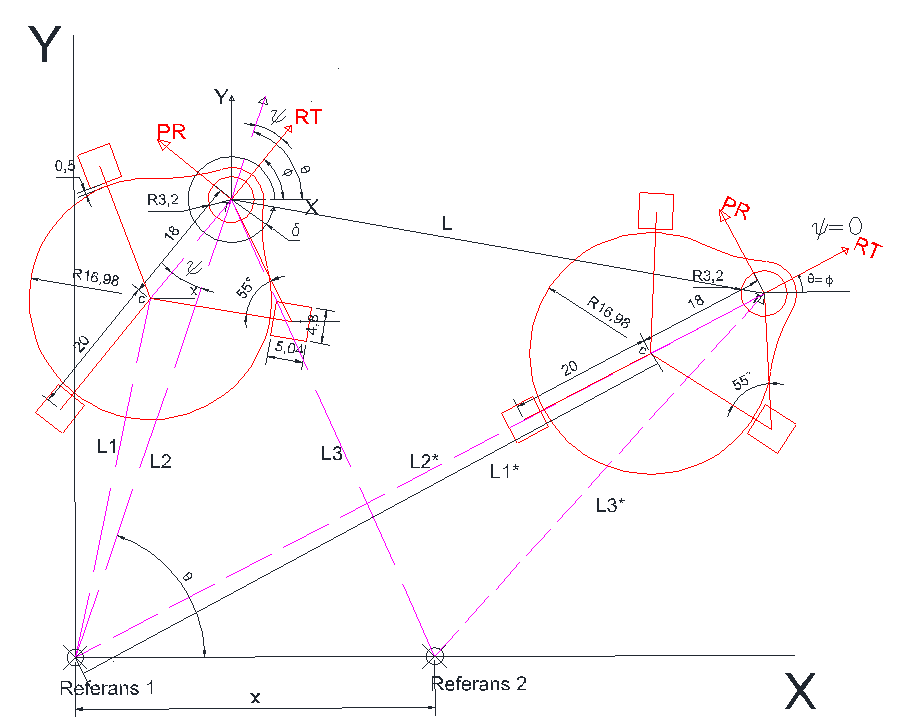 Y
Y
ψ
RT
PR
θ
ϕ
0,5
R3,2
X
δ
18
L
PR
ψ=0
RT
R3,2
θ=ϕ
R16,98
ψ
x
c
55°
18
R16,98
4,8
20
5,04
c
20
55°
L1
L2
L3
L2*
L1*
L3*
θ
Referans 1
Referans 2
x
X